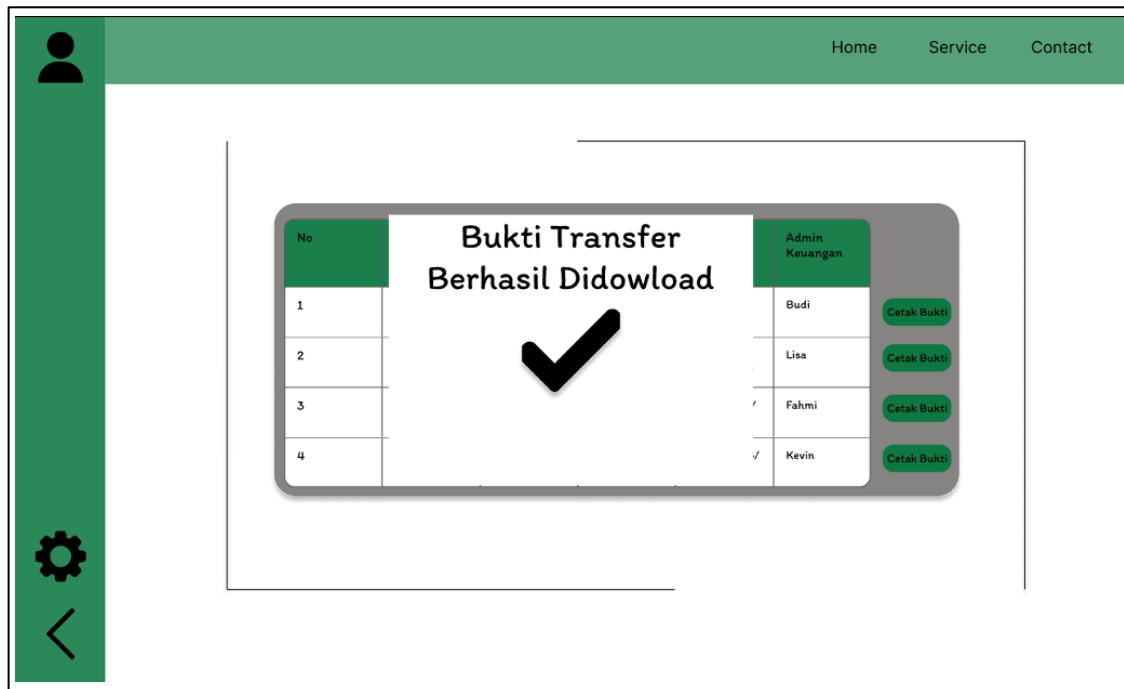 Home Service Contact
Bukti Transfer
Berhasil Didowload
No
Admin
Keuangan
1 Budi Cetak Bukti
2 Lisa Cetak Bukti
3 Fahmi Cetak Bukti
4 Kevin Cetak Bukti